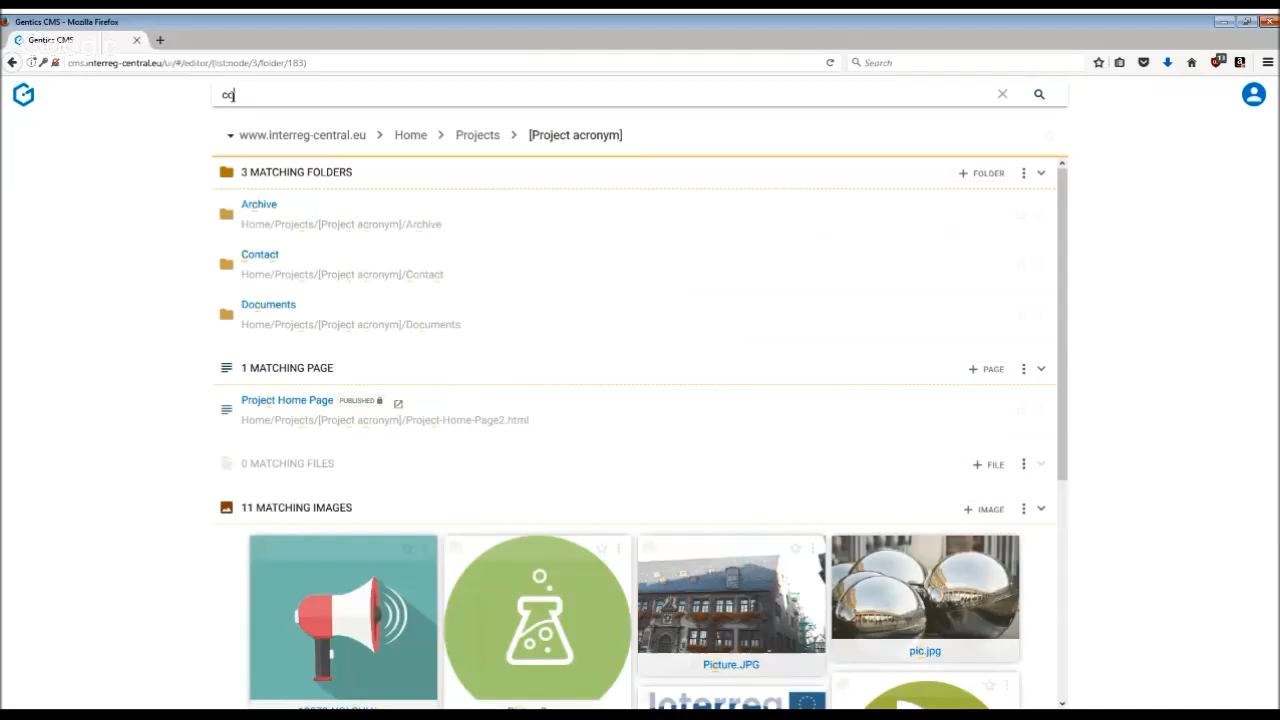 Gentics CMS - Mozilla Firefox
Gentics CMS
cms.interreg-central.eu/ui/#/editor/(list:node/3/folder/183)
Search
13
co
www.interreg-central.eu > Home > Projects > [Project acronym]
3 MATCHING FOLDERS
+ FOLDER
Archive
Home/Projects/[Project acronym]/Archive
Contact
Home/Projects/[Project acronym]/Contact
Documents
Home/Projects/[Project acronym]/Documents
1 MATCHING PAGE
+ PAGE
Project Home Page PUBLISHED
Home/Projects/[Project acronym]/Project-Home-Page2.html
0 MATCHING FILES
+ FILE
11 MATCHING IMAGES
+ IMAGE
Picture.JPG
pic.jpg
Interreg